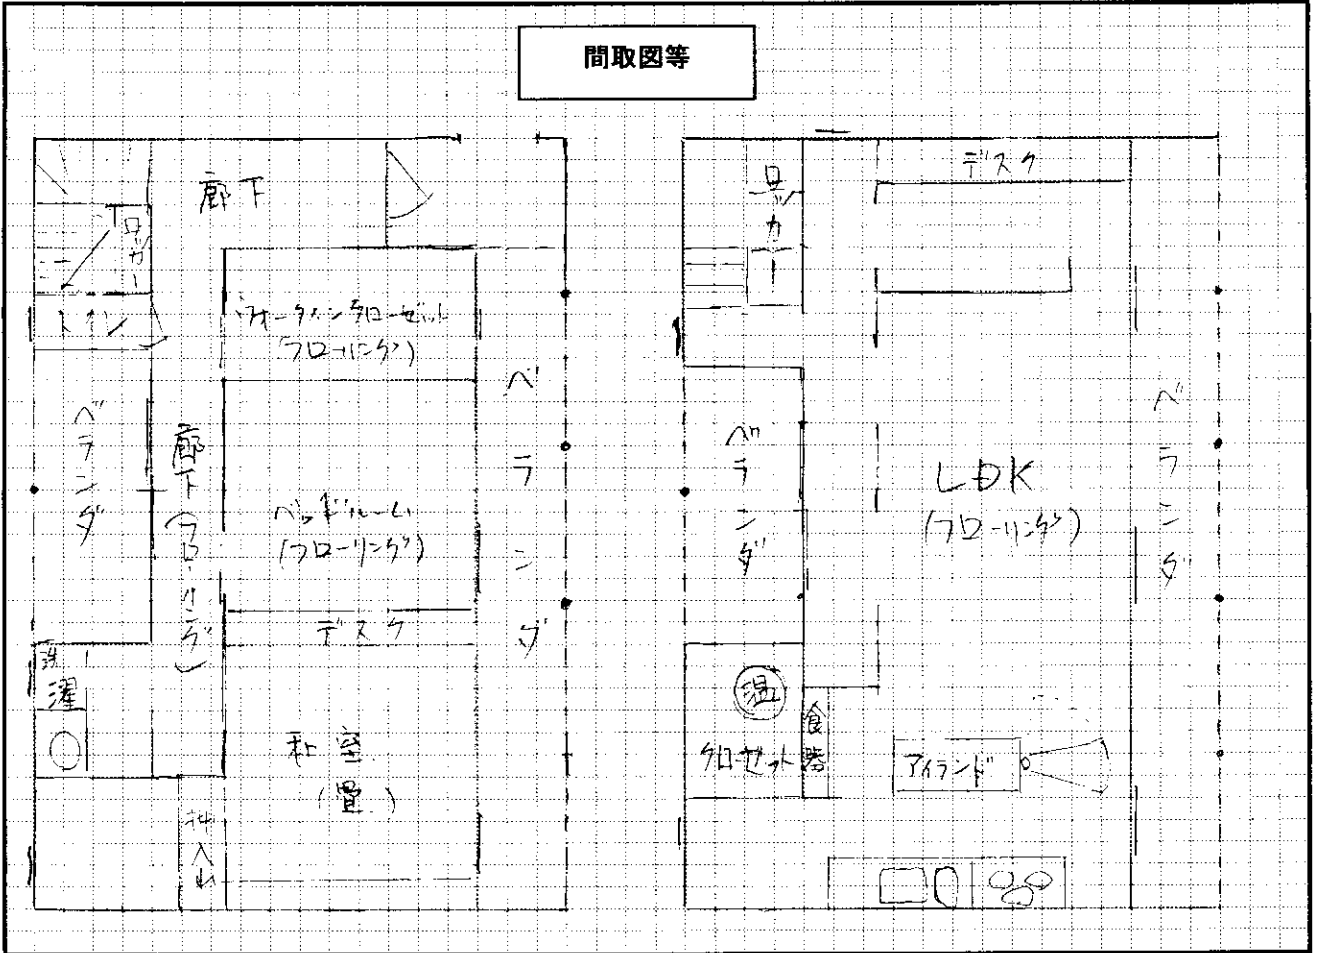 間取図等
廊下
ロッカー
トイレ
ウォークインクローゼット
(フローリング)
ベランダ
廊下(フローリング)
ベッドルーム
(フローリング)
ベランダ
デスク
洗
濯
和室
(畳)
押入
デスク
ロッカー
ベランダ
LDK
(フローリング)
ベランダ
温
クローゼット
食器
アイランド